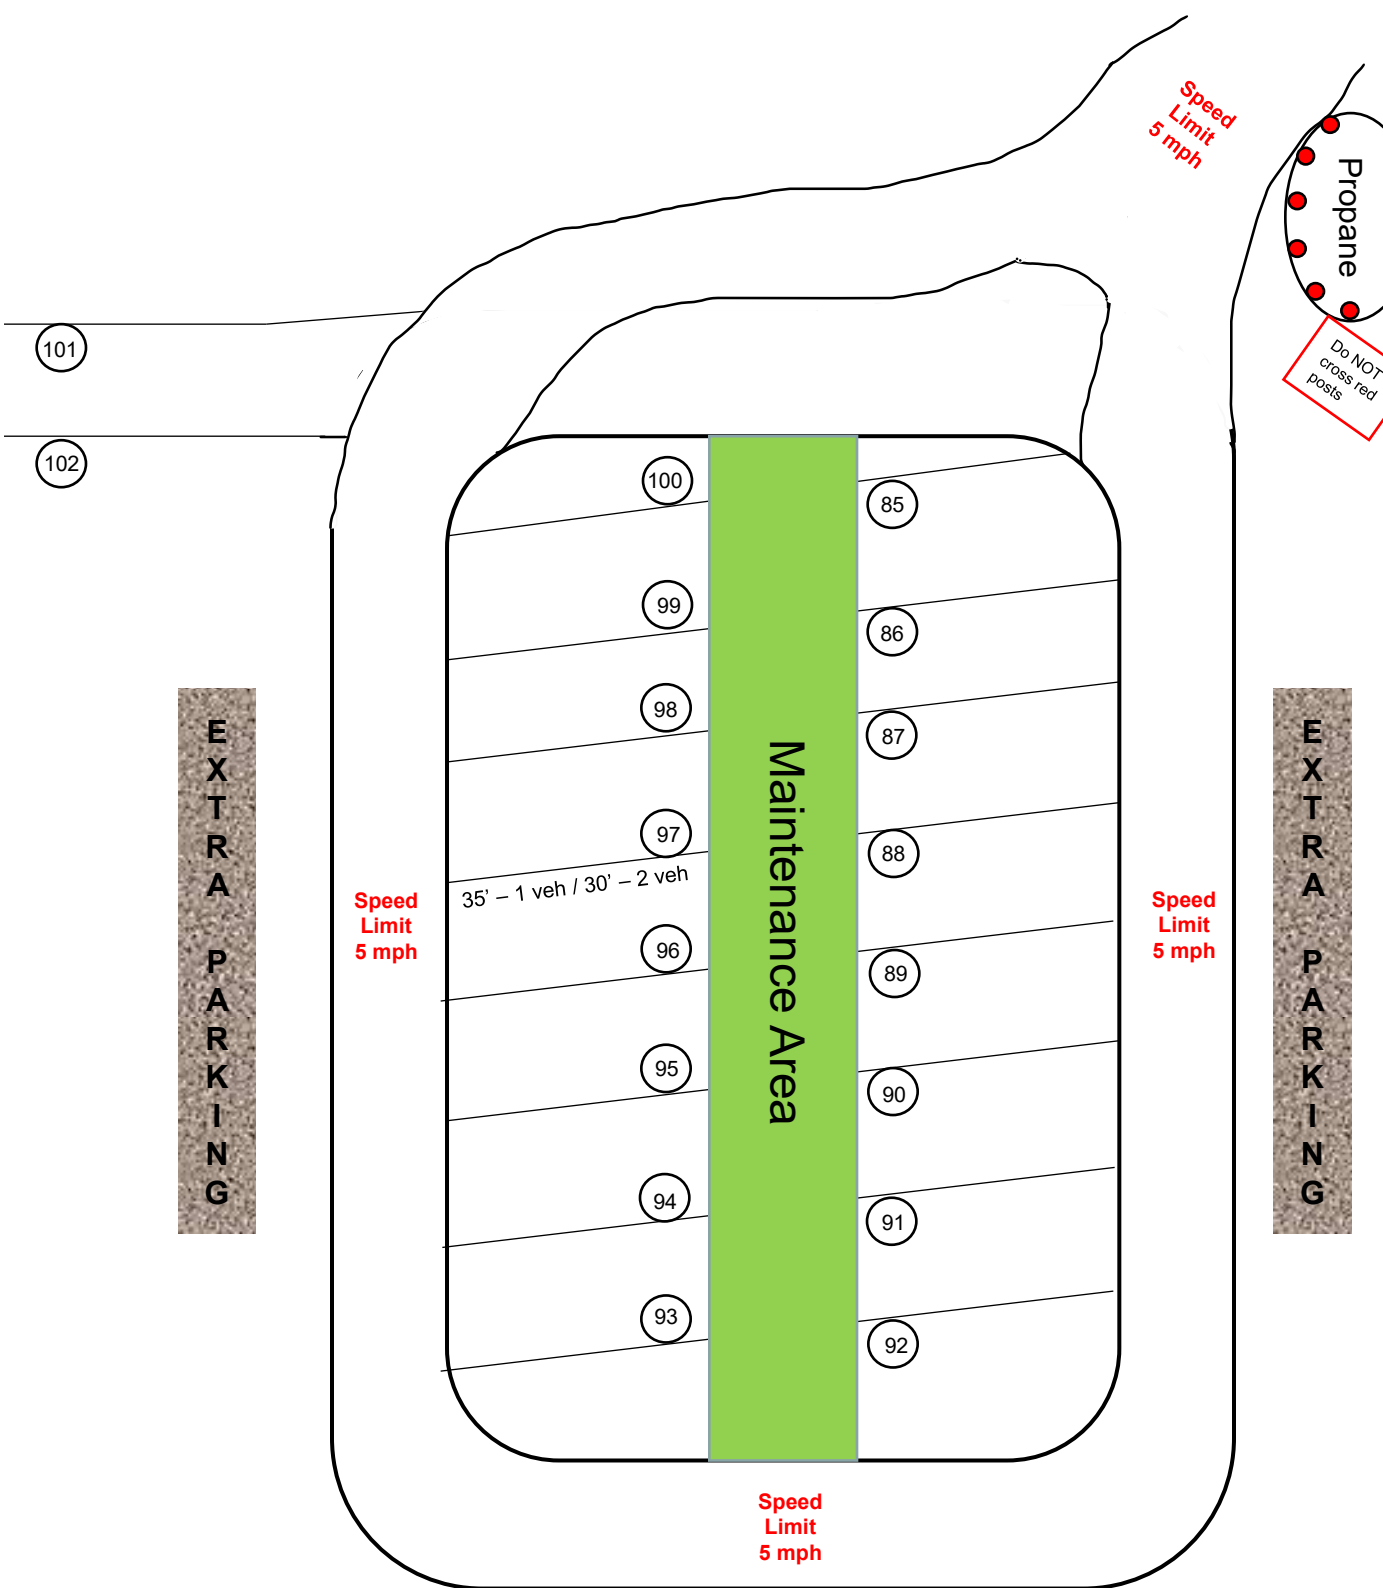 Speed
Limit
5 mph
Propane
Do NOT
cross red
posts
101
102
100
85
99
86
98
87
97
88
35’ – 1 veh / 30’ – 2 veh
96
89
95
90
94
91
93
92
Maintenance Area
EXTRA PARKING
EXTRA PARKING
Speed
Limit
5 mph
Speed
Limit
5 mph
Speed
Limit
5 mph